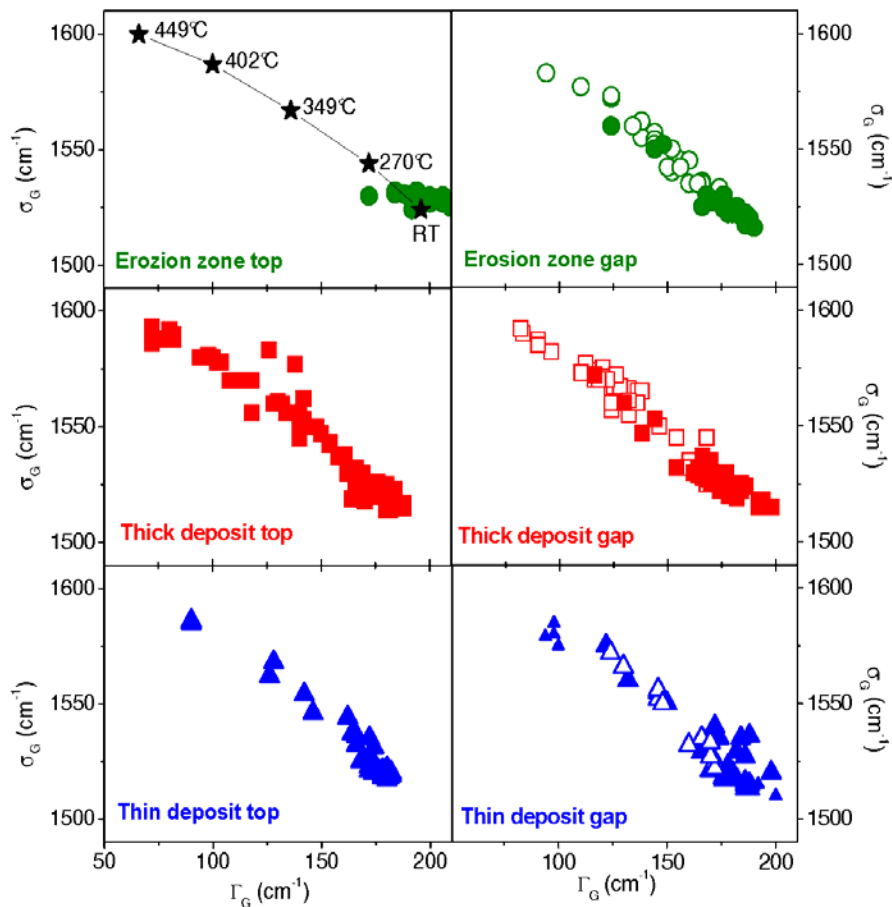 1600
449°C
402°C
349°C
270°C
RT
1550
1500
σG (cm-1)
Erozion zone top
1600
1550
1500
σG (cm-1)
Erosion zone gap
1600
1550
1500
σG (cm-1)
Thick deposit top
1600
1550
1500
σG (cm-1)
Thick deposit gap
1600
1550
1500
σG (cm-1)
Thin deposit top
1600
1550
1500
σG (cm-1)
Thin deposit gap
50 100 150 200
100 150 200
ΓG (cm-1)
ΓG (cm-1)